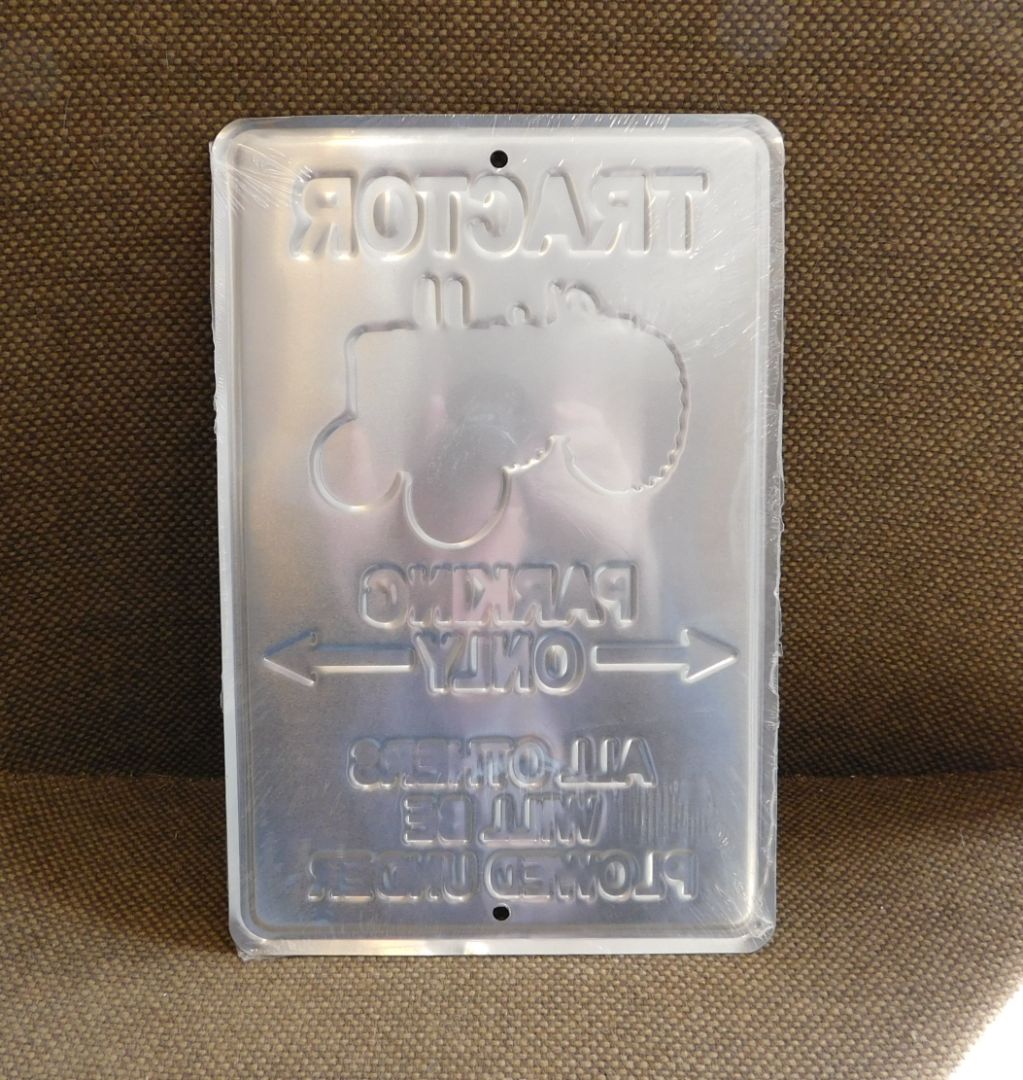 TRACTOR
PARKING
ONLY
ALL OTHERS
WILL BE
PLOWED UNDER